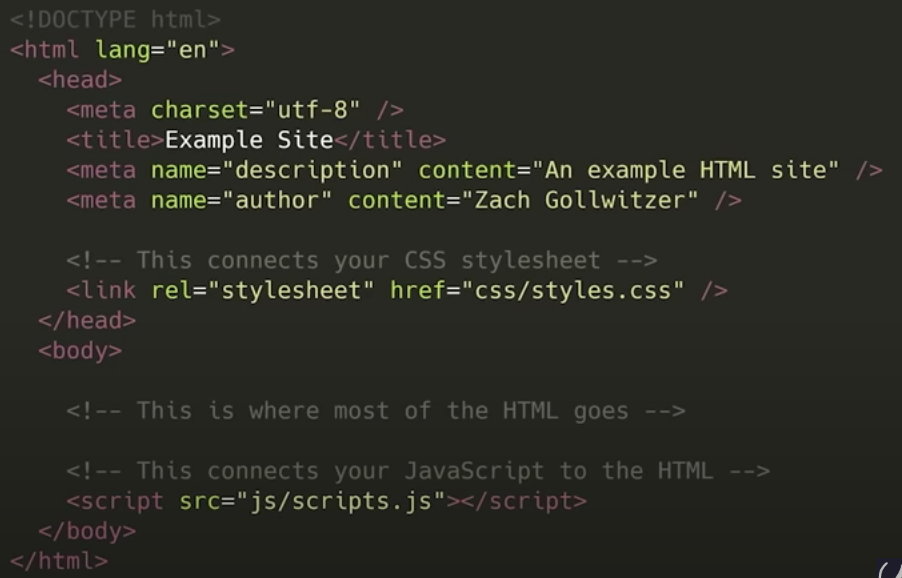 <!DOCTYPE html>
<html lang="en">
<head>
<meta charset="utf-8" />
<title>Example Site</title>
<meta name="description" content="An example HTML site" />
<meta name="author" content="Zach Gollwitzer" />
<!-- This connects your CSS stylesheet -->
<link rel="stylesheet" href="css/styles.css" />
</head>
<body>
<!-- This is where most of the HTML goes -->
<!-- This connects your JavaScript to the HTML -->
<script src="js/scripts.js"></script>
</body>
</html>